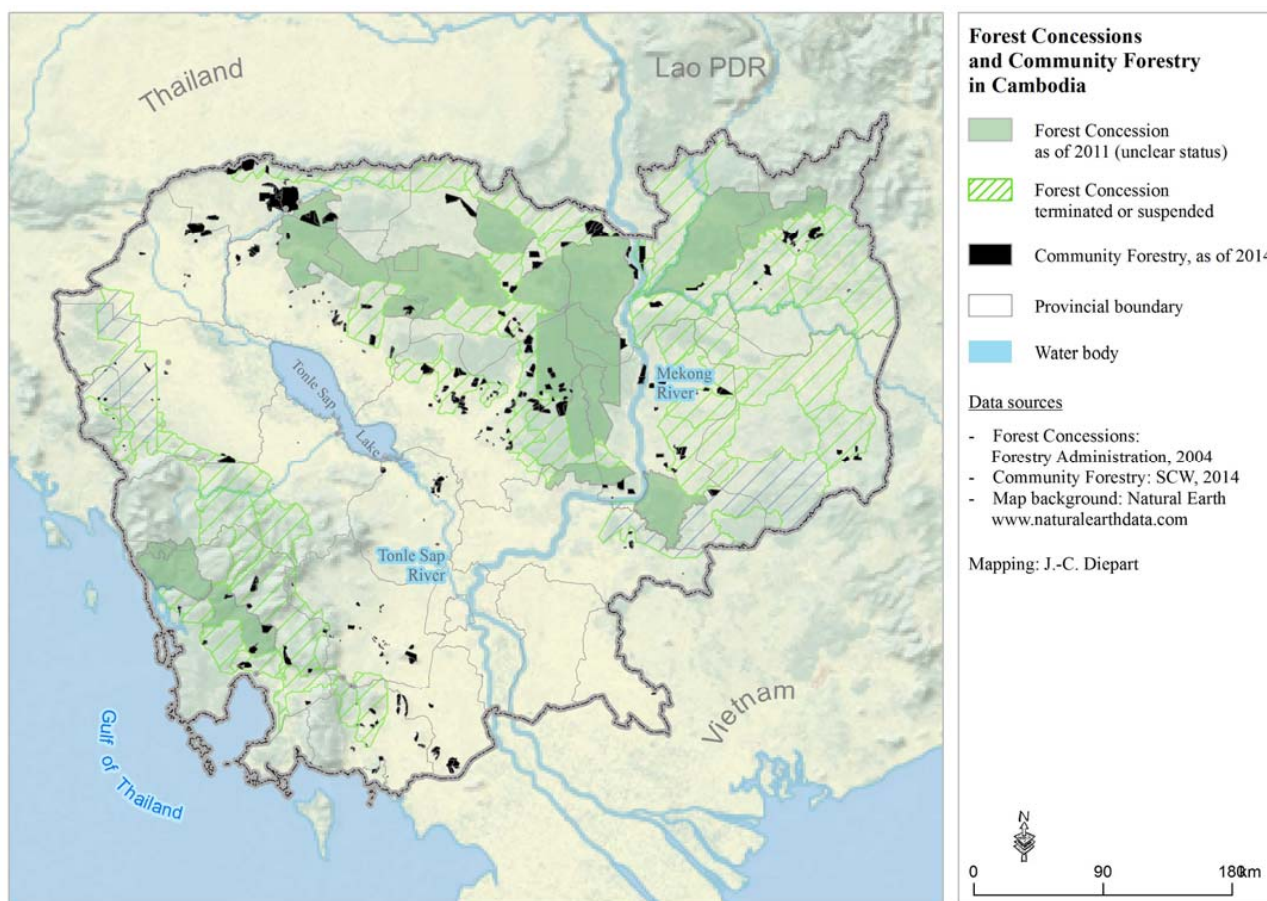 Thailand
Lao PDR
Tonle Sap
Lake
Mekong
River
Tonle Sap
River
Gulf of Thailand
Vietnam
Forest Concessions
and Community Forestry
in Cambodia
Forest Concession
as of 2011 (unclear status)
Forest Concession
terminated or suspended
Community Forestry, as of 2014
Provincial boundary
Water body
Data sources
- Forest Concessions:
Forestry Administration, 2004
- Community Forestry: SCW, 2014
- Map background: Natural Earth
www.naturalearthdata.com
Mapping: J.-C. Diepart
N
0 90 180km